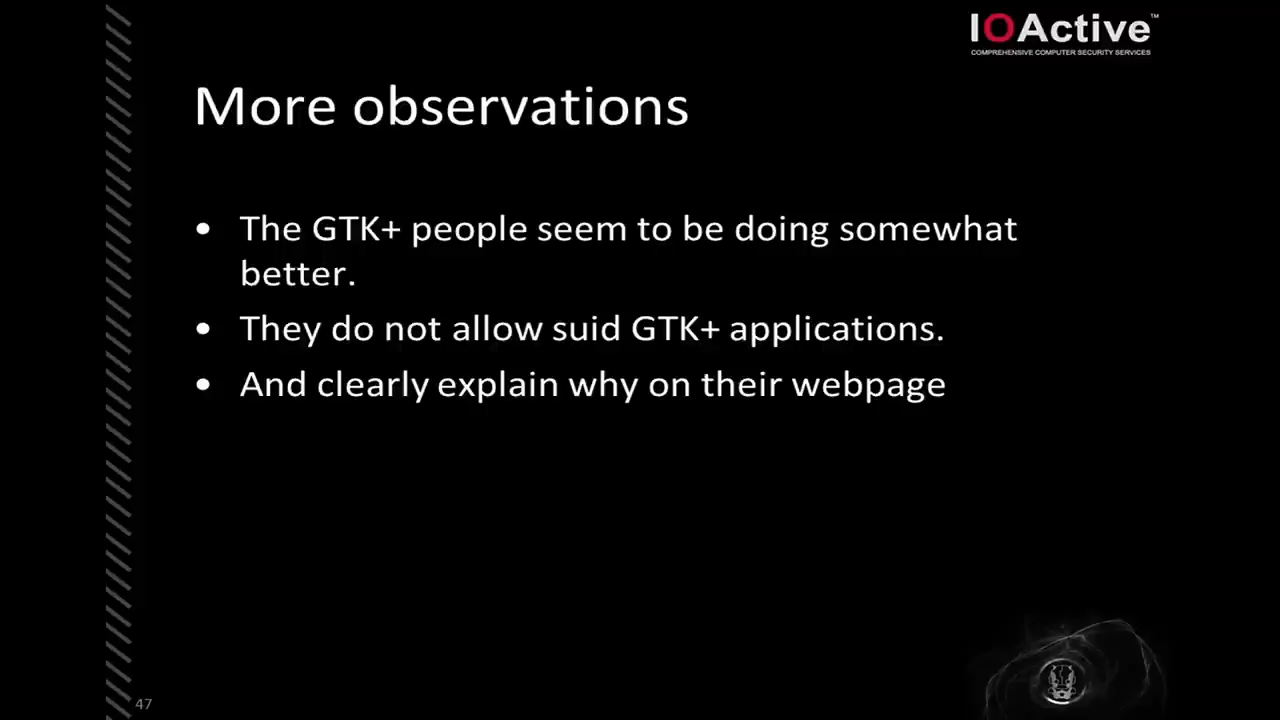 IOActive™
COMPREHENSIVE COMPUTER SECURITY SERVICES
More observations
• The GTK+ people seem to be doing somewhat
better.
• They do not allow suid GTK+ applications.
• And clearly explain why on their webpage
47